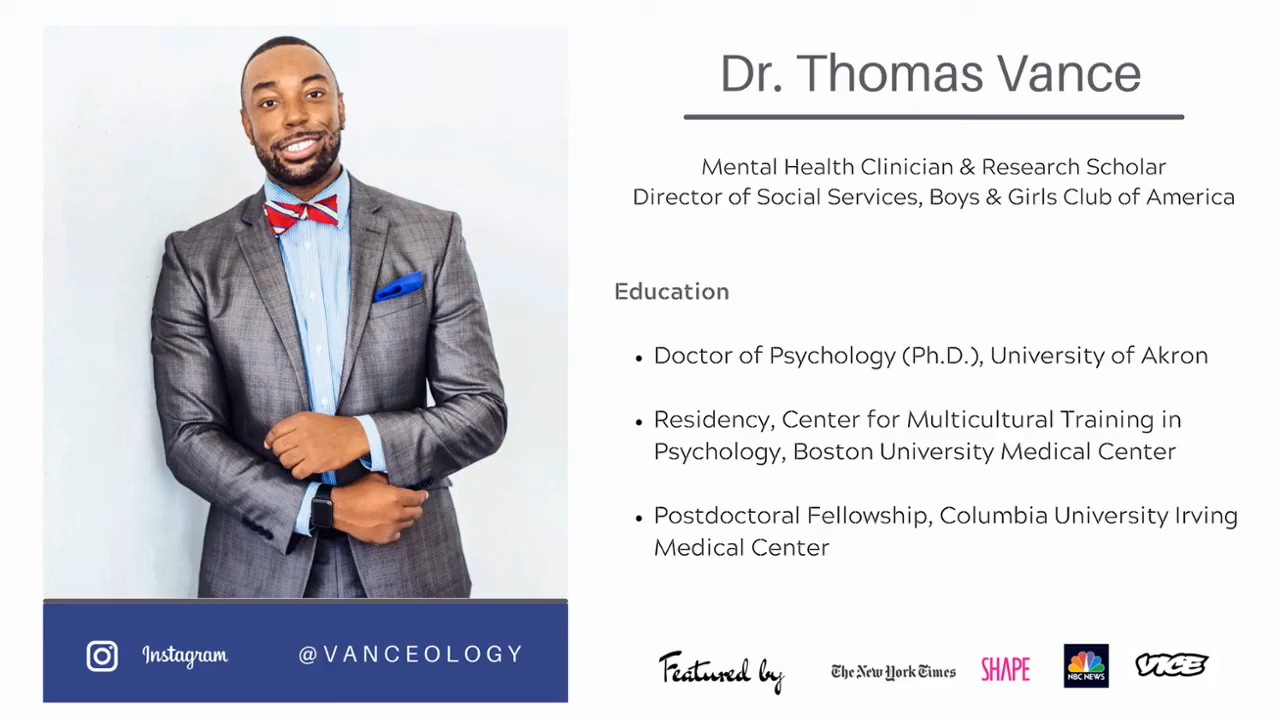 Dr. Thomas Vance
Mental Health Clinician & Research Scholar
Director of Social Services, Boys & Girls Club of America
Education
• Doctor of Psychology (Ph.D.), University of Akron
• Residency, Center for Multicultural Training in
Psychology, Boston University Medical Center
• Postdoctoral Fellowship, Columbia University Irving
Medical Center
Instagram @VANCEOLOGY
Featured by The New York Times SHAPE NBC NEWS VICE